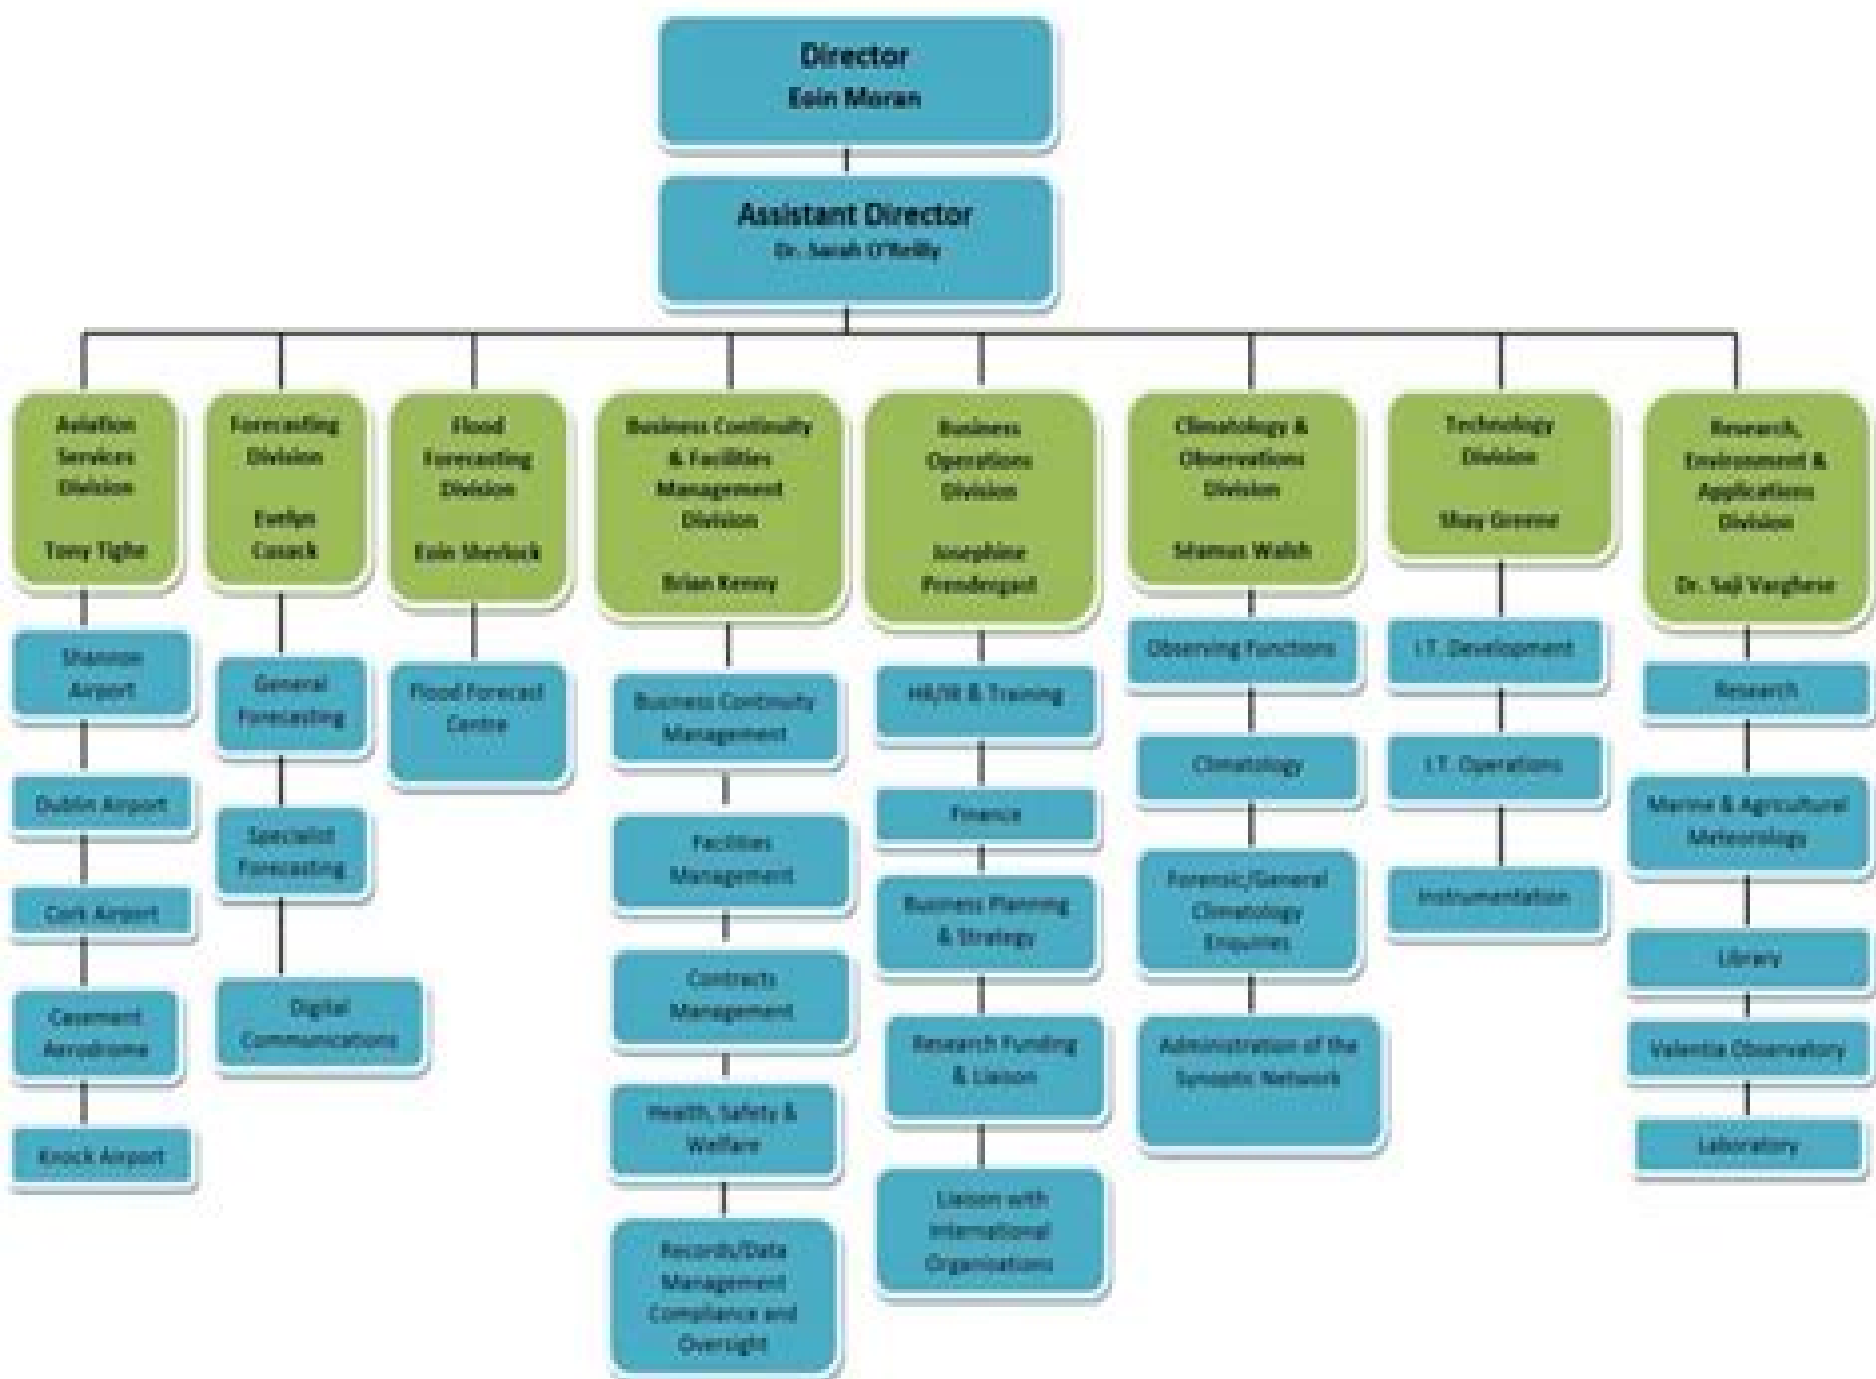 Director
Eoin Moran
Assistant Director
Dr. Sarah O'Reilly
Aviation
Services
Division
Tony Tighe
Shannon
Airport
Dublin Airport
Cork Airport
Casement
Aerodrome
Knock Airport
Forecasting
Division
Evelyn
Cusack
General
Forecasting
Specialist
Forecasting
Digital
Communications
Flood
Forecasting
Division
Eoin Sherlock
Flood Forecast
Centre
Business Continuity
& Facilities
Management
Division
Brian Kenny
Business Continuity
Management
Facilities
Management
Contracts
Management
Health, Safety &
Welfare
Records/Data
Management
Compliance and
Oversight
Business
Operations
Division
Josephine
Prendergast
HR/IR & Training
Finance
Business Planning
& Strategy
Research Funding
& Liaison
Liaison with
International
Organisations
Climatology &
Observations
Division
Séamus Walsh
Observing Functions
Climatology
Forensic/General
Climatology
Enquiries
Administration of the
Synoptic Network
Technology
Division
Shay Greene
I.T. Development
I.T. Operations
Instrumentation
Research,
Environment &
Applications
Division
Dr. Saji Varghese
Research
Marine & Agricultural
Meteorology
Library
Valentia Observatory
Laboratory